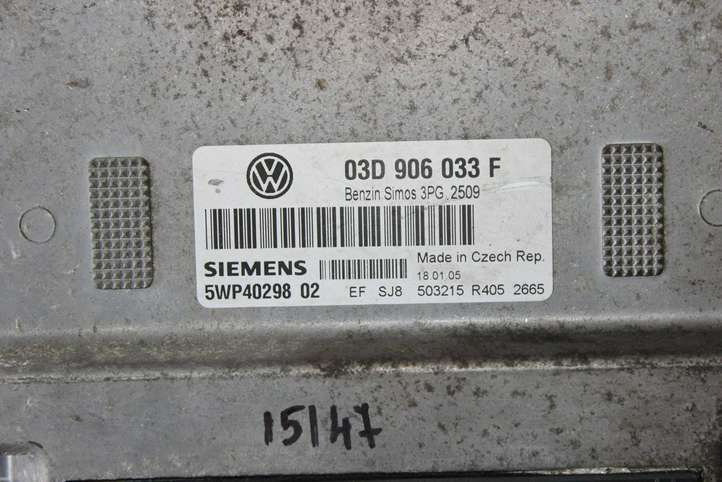 03D 906 033 F
Benzin Simos 3PG 2509
SIEMENS
Made in Czech Rep.
18.01.05
5WP40298 02 EF SJ8 503215 R405 2665
15147